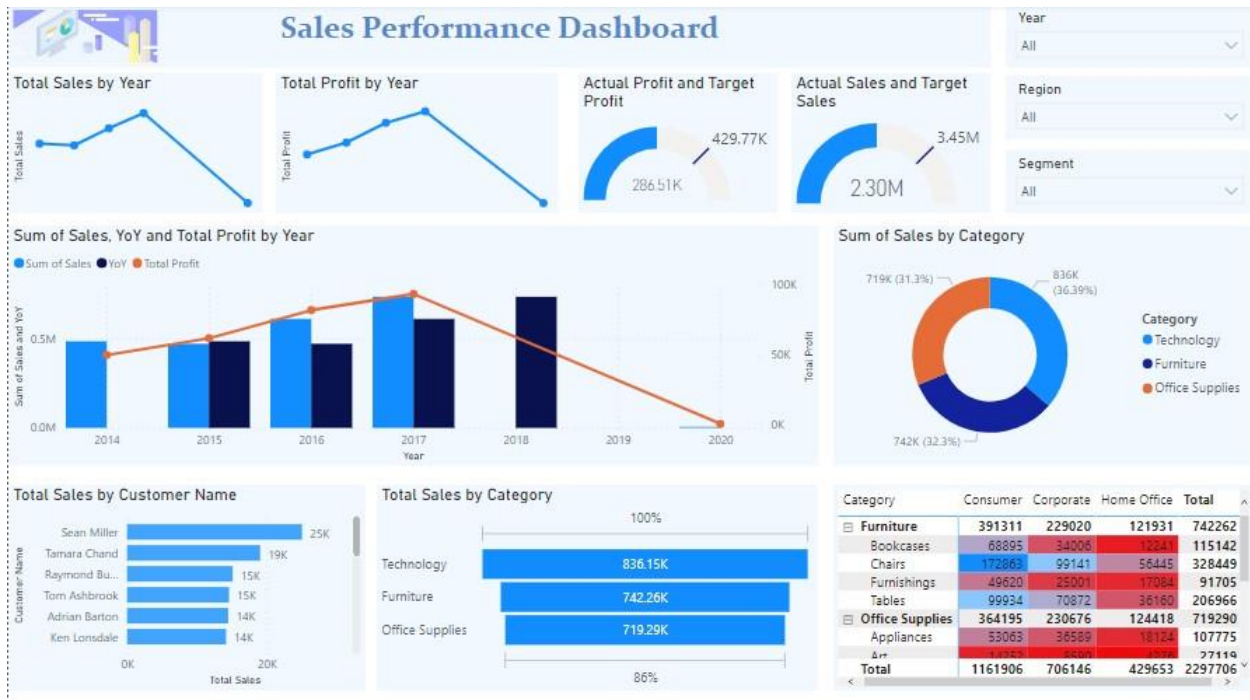 Sales Performance Dashboard
Year
All
Region
All
Segment
All
Total Sales by Year
Total Sales
Total Profit by Year
Total Profit
Actual Profit and Target
Profit
429.77K
286.51K
Actual Sales and Target
Sales
3.45M
2.30M
Sum of Sales, YoY and Total Profit by Year
Sum of Sales YoY Total Profit
Sum of Sales and YoY
0.5M
0.0M
100K
50K
0K
Total Profit
2014 2015 2016 2017 2018 2019 2020
Year
Sum of Sales by Category
719K (31.3%)
836K
(36.39%)
742K (32.3%)
Category
Technology
Furniture
Office Supplies
Total Sales by Customer Name
Customer Name
Sean Miller 25K
Tamara Chand 19K
Raymond Bu... 15K
Tom Ashbrook 15K
Adrian Barton 14K
Ken Lonsdale 14K
0K 20K
Total Sales
Total Sales by Category
100%
Technology 836.15K
Furniture 742.26K
Office Supplies 719.29K
86%
Category Consumer Corporate Home Office Total
Furniture 391311 229020 121931 742262
Bookcases 68895 34006 12241 115142
Chairs 172863 99141 56445 328449
Furnishings 49620 25001 17084 91705
Tables 99934 70872 36160 206966
Office Supplies 364195 230676 124418 719290
Appliances 53063 36589 18124 107775
Art 27119
Total 1161906 706146 429653 2297706